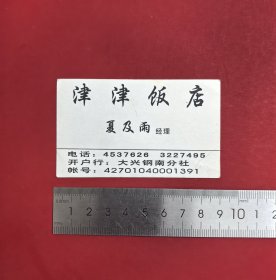 津津饭店
夏及雨 经理
电话：4537626 3227495
开户行：大兴钢南分社
帐号：42701040001391
1 2 3 4 5 6 7 8 9 10 1